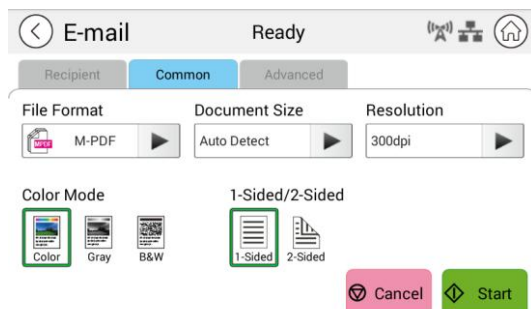 E-mail Ready
Recipient Common Advanced
File Format Document Size Resolution
MPDF M-PDF Auto Detect 300dpi
Color Mode 1-Sided/2-Sided
Color Gray B&W 1-Sided 2-Sided
Cancel Start